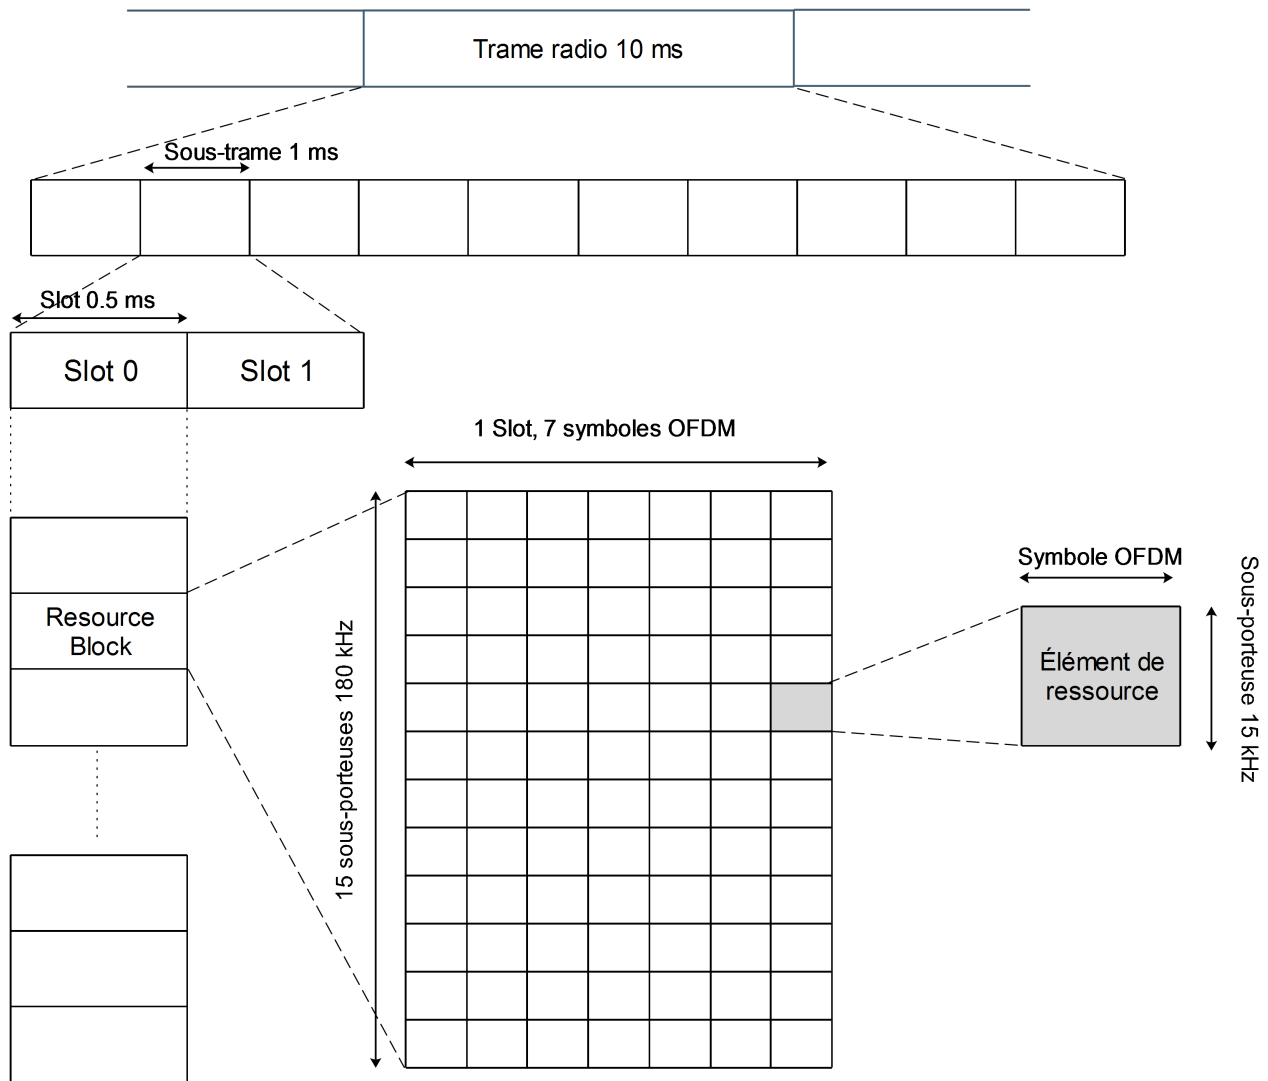 Trame radio 10 ms
Sous-trame 1 ms
Slot 0.5 ms
Slot 0
Slot 1
1 Slot, 7 symboles OFDM
Resource
Block
15 sous-porteuses 180 kHz
Symbole OFDM
Élément de
ressource
Sous-porteuse 15 kHz